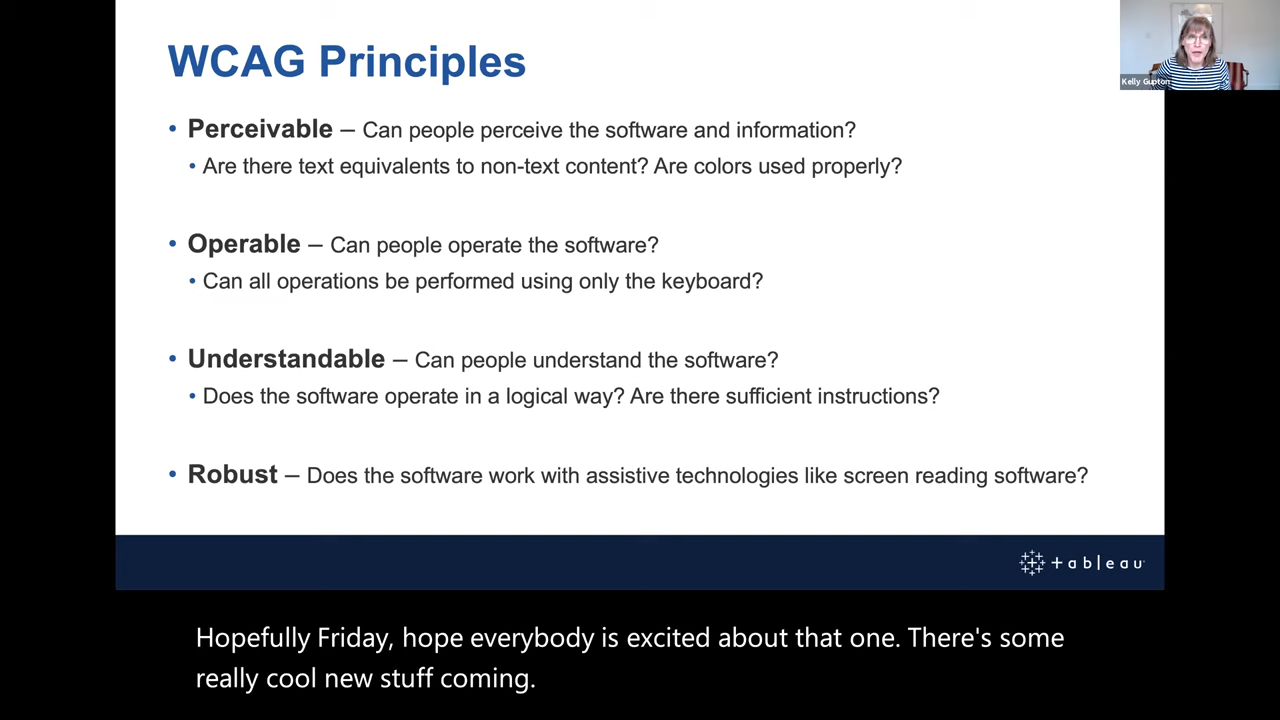 WCAG Principles
Kelly Gupton
• Perceivable – Can people perceive the software and information?
• Are there text equivalents to non-text content? Are colors used properly?
• Operable – Can people operate the software?
• Can all operations be performed using only the keyboard?
• Understandable – Can people understand the software?
• Does the software operate in a logical way? Are there sufficient instructions?
• Robust – Does the software work with assistive technologies like screen reading software?
tableau
Hopefully Friday, hope everybody is excited about that one. There's some
really cool new stuff coming.